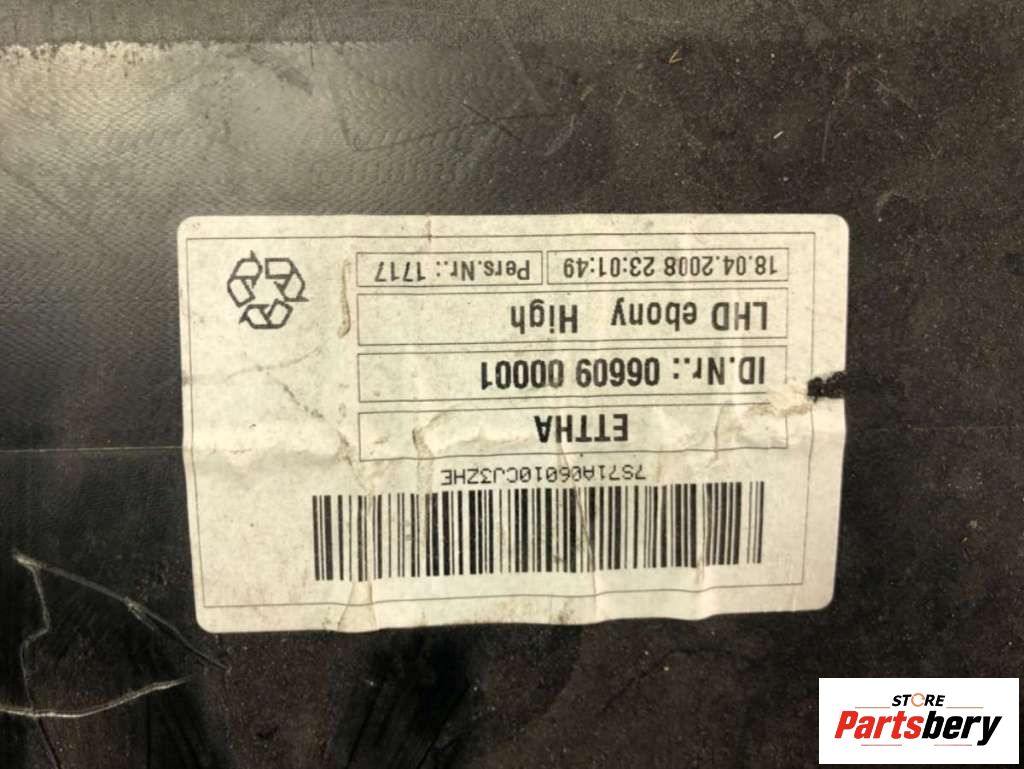 7S71A06010CJ3ZHE
ETTHA
ID.Nr.: 06609 00001
LHD ebony High
18.04.2008 23:01:49 Pers.Nr.: 1717
STORE
Partsbery